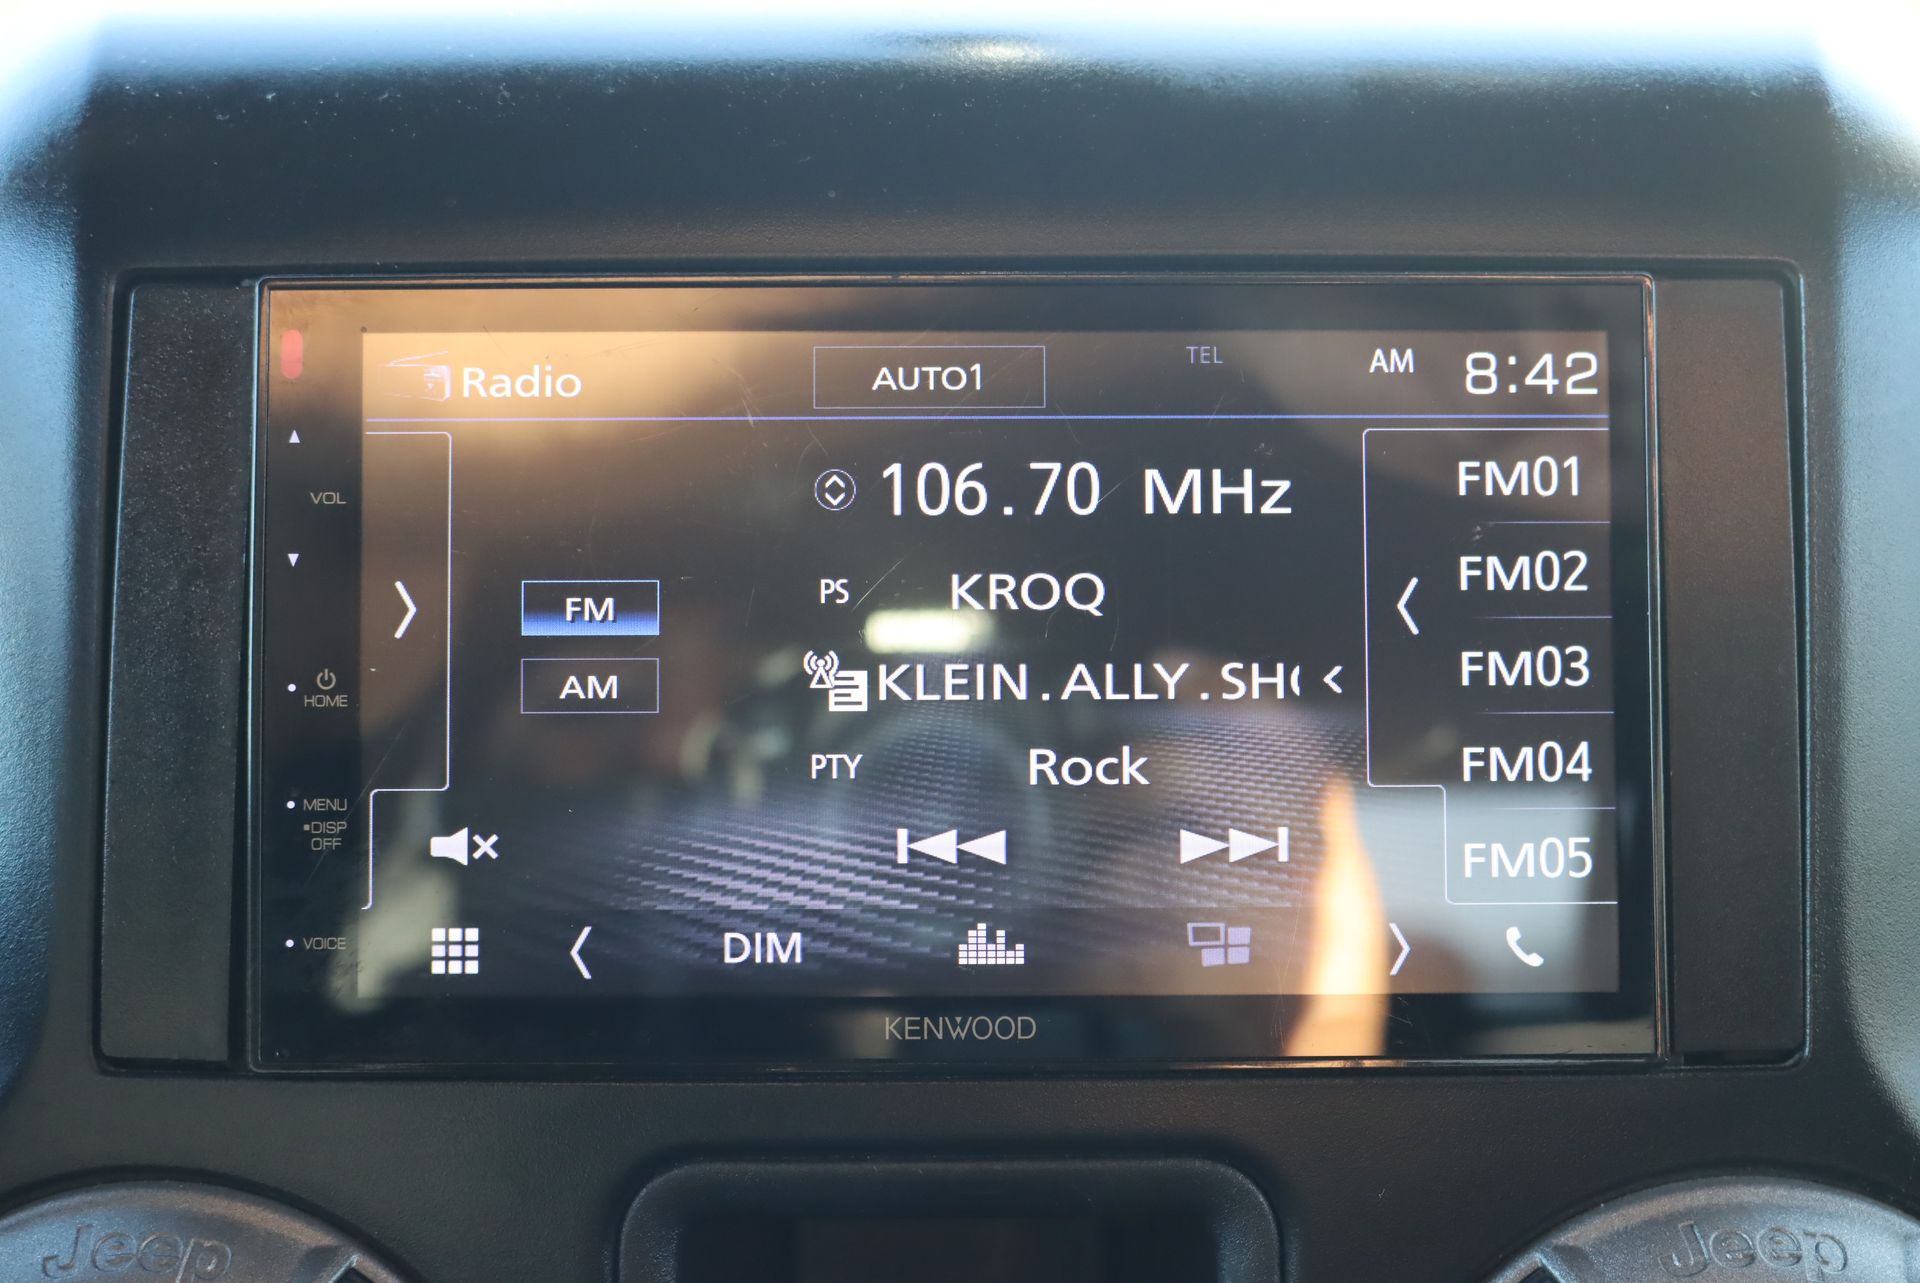 Radio
AUTO1
TEL
AM 8:42
106.70 MHz
FM01
VOL
FM02
FM
PS KROQ
FM03
AM
KLEIN.ALLY.SH
HOME
PTY Rock
FM04
MENU
DISP
OFF
FM05
VOICE
DIM
KENWOOD
Jeep
Jeep